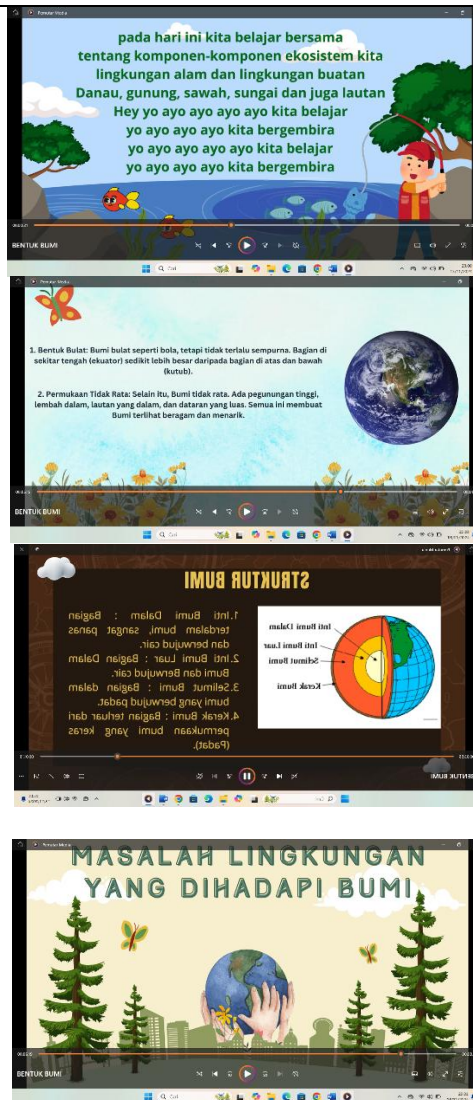 Pemutar Media
pada hari ini kita belajar bersama
tentang komponen-komponen ekosistem kita
lingkungan alam dan lingkungan buatan
Danau, gunung, sawah, sungai dan juga lautan
Hey yo ayo ayo ayo ayo kita belajar
yo ayo ayo ayo kita bergembira
yo ayo ayo ayo kita belajar
yo ayo ayo ayo kita bergembira
BENTUK BUMI
Cari
Pemutar Media
1. Bentuk Bulat: Bumi bulat seperti bola, tetapi tidak terlalu sempurna. Bagian di
sekitar tengah (ekuator) sedikit lebih besar daripada bagian di atas dan bawah
(kutub).
2. Permukaan Tidak Rata: Selain itu, Bumi tidak rata. Ada pegunungan tinggi,
lembah dalam, lautan yang dalam, dan dataran yang luas. Semua ini membuat
Bumi terlihat beragam dan menarik.
BENTUK BUMI
Cari
STRUKTUR BUMI
1.Inti Bumi Dalam : Bagian
terdalam bumi, sangat panas
dan berwujud cair.
2.Inti Bumi Luar : Bagian Dalam
Bumi dan Berwujud cair.
3.Selimut Bumi : Bagian dalam
bumi yang berwujud padat.
4.Kerak Bumi : Bagian terluar dari
permukaan bumi yang keras
(Padat).
Inti Bumi Dalam
Inti Bumi Luar
Selimut Bumi
Kerak Bumi
BENTUK BUMI
Pemutar Media
MASALAH LINGKUNGAN
YANG DIHADAPI BUMI
BENTUK BUMI
Cari